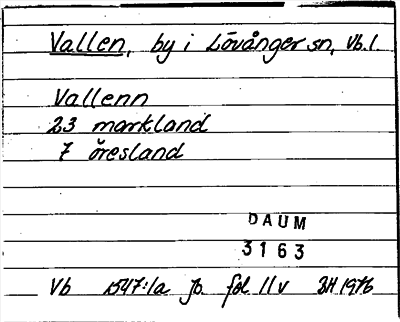 Vallen, by i Lövånger sn, Vb. l.
Vallenn
23 markland
7 öresland
DAUM
3163
Vb 1547:1a Jb. fol 11v BH 1976